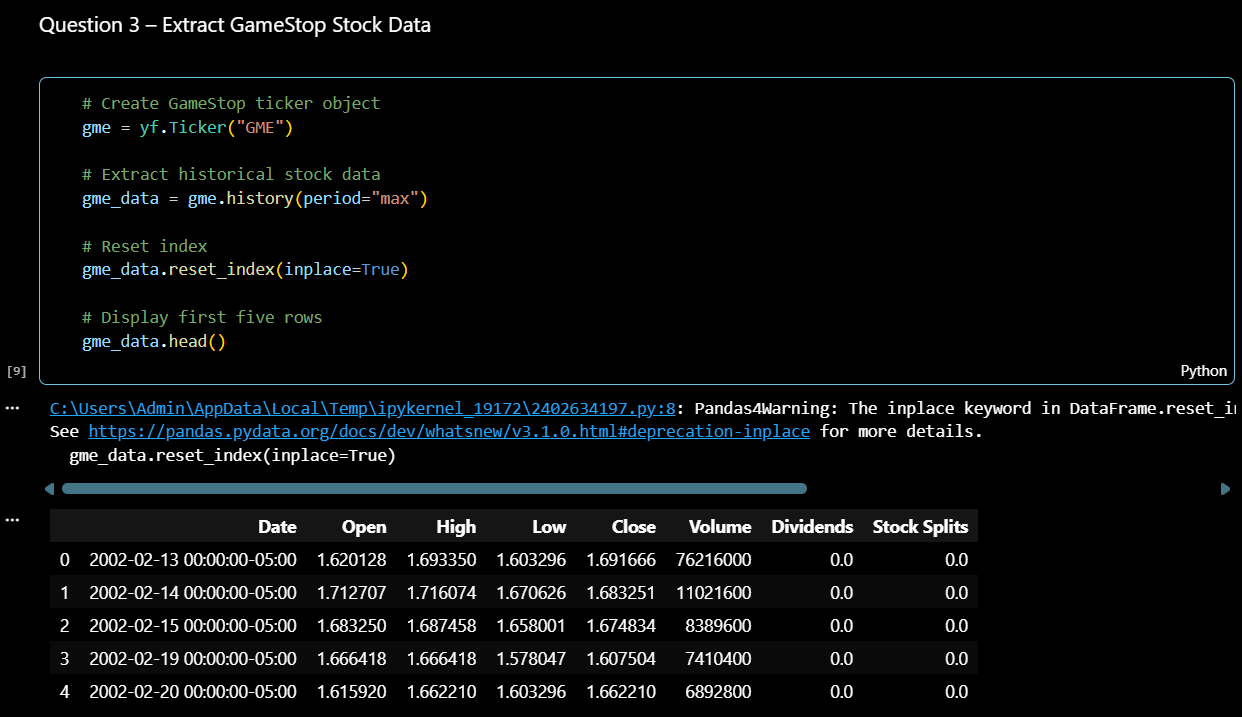 Question 3 – Extract GameStop Stock Data
# Create GameStop ticker object
gme = yf.Ticker("GME")
# Extract historical stock data
gme_data = gme.history(period="max")
# Reset index
gme_data.reset_index(inplace=True)
# Display first five rows
gme_data.head()
[9]
Python
C:\Users\Admin\AppData\Local\Temp\ipykernel_19172\2402634197.py:8: Pandas4Warning: The inplace keyword in DataFrame.reset_in
See https://pandas.pydata.org/docs/dev/whatsnew/v3.1.0.html#deprecation-inplace for more details.
gme_data.reset_index(inplace=True)
Date Open High Low Close Volume Dividends Stock Splits
0 2002-02-13 00:00:00-05:00 1.620128 1.693350 1.603296 1.691666 76216000 0.0 0.0
1 2002-02-14 00:00:00-05:00 1.712707 1.716074 1.670626 1.683251 11021600 0.0 0.0
2 2002-02-15 00:00:00-05:00 1.683250 1.687458 1.658001 1.674834 8389600 0.0 0.0
3 2002-02-19 00:00:00-05:00 1.666418 1.666418 1.578047 1.607504 7410400 0.0 0.0
4 2002-02-20 00:00:00-05:00 1.615920 1.662210 1.603296 1.662210 6892800 0.0 0.0